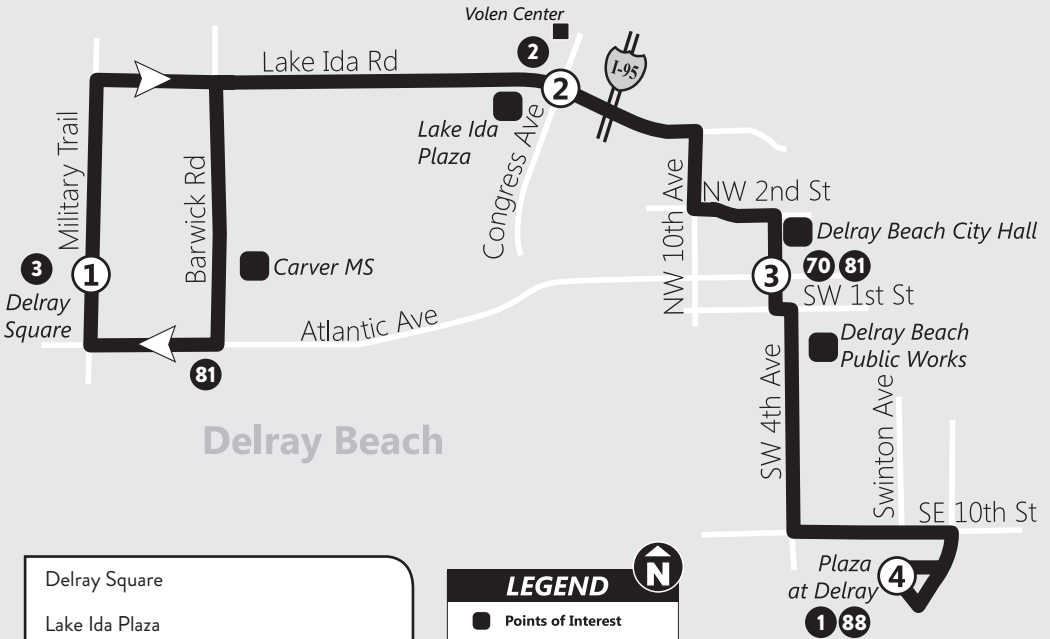 Volen Center
2
I-95
Lake Ida Rd
2
Lake Ida
Plaza
Congress Ave
Military Trail
Barwick Rd
NW 10th Ave
NW 2nd St
Delray Beach City Hall
70 81
3
SW 1st St
3
Delray
Square
1
Carver MS
Atlantic Ave
81
Delray Beach
Public Works
SW 4th Ave
Swinton Ave
SE 10th St
Delray Beach
Plaza
at Delray
4
1 88
Delray Square
Lake Ida Plaza
LEGEND
N
Points of Interest